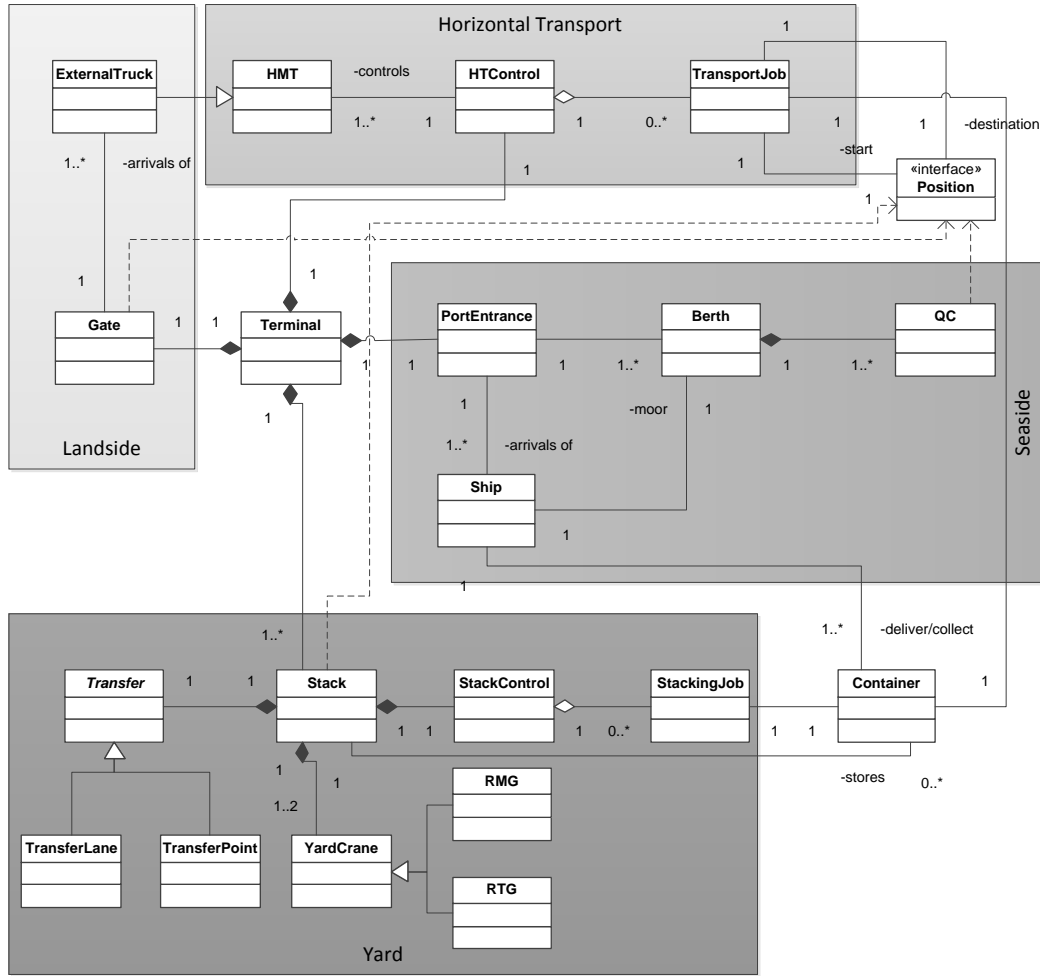 Horizontal Transport
1
1
ExternalTruck
HMT
-controls
HTControl
TransportJob
1..*
1
1
0..*
1
1
-destination
1..*
-arrivals of
1
1
-start
«interface»
Position
1
1
1
Gate
1
1
Terminal
PortEntrance
Berth
QC
1
1
1
1..*
1
1..*
1
1
-moor
1
Landside
1..*
-arrivals of
Seaside
Ship
1
1
1..*
1..*
-deliver/collect
Transfer
1
1
Stack
StackControl
StackingJob
Container
1
1
1
1
0..*
1
1
1
1
-stores
0..*
1..2
RMG
TransferLane
TransferPoint
YardCrane
RTG
Yard